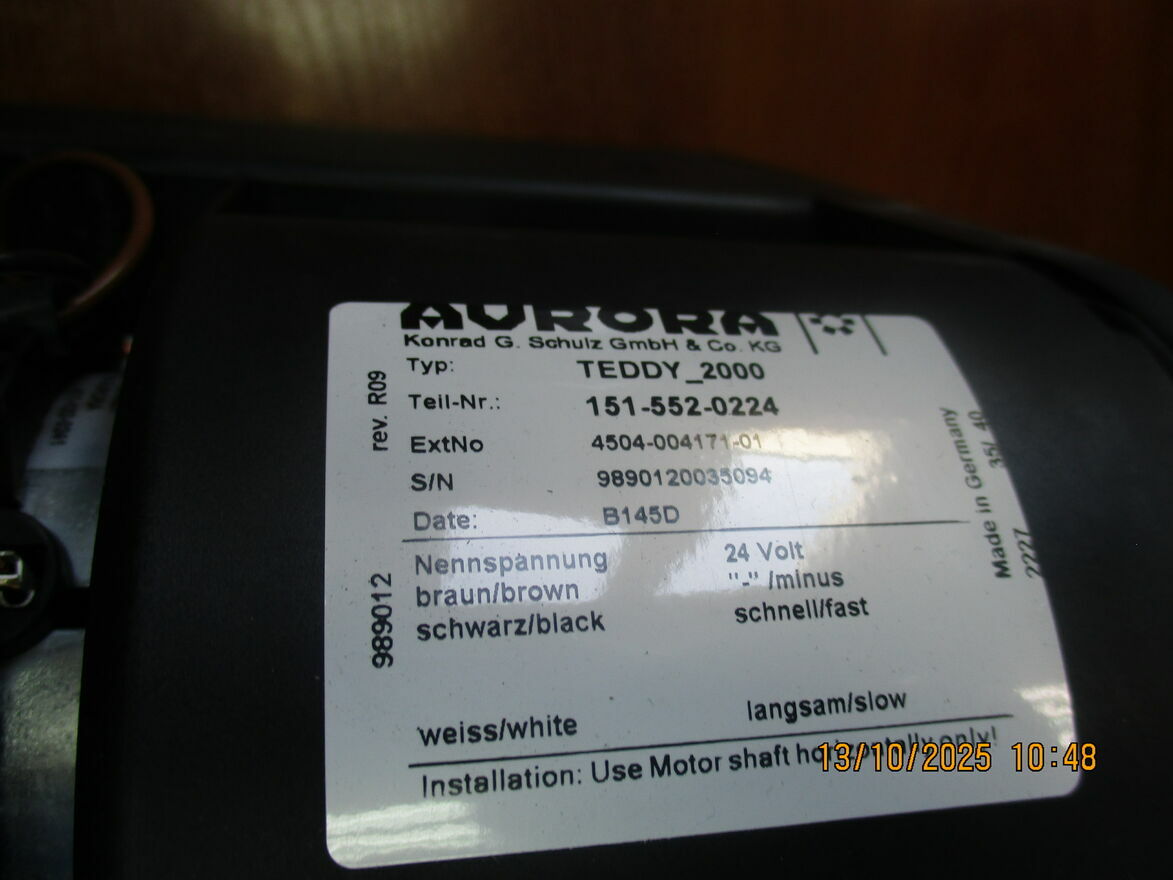 AURORA
Konrad G. Schulz GmbH & Co. KG
Typ: TEDDY_2000
Teil-Nr.: 151-552-0224
ExtNo 4504-004171-01
S/N 9890120035094
Date: B145D
Nennspannung 24 Volt
braun/brown "-" /minus
schwarz/black schnell/fast
weiss/white langsam/slow
Installation: Use Motor shaft horizontally only!
rev. R09
989012
Made in Germany
35/ 40
2227
13/10/2025 10:48